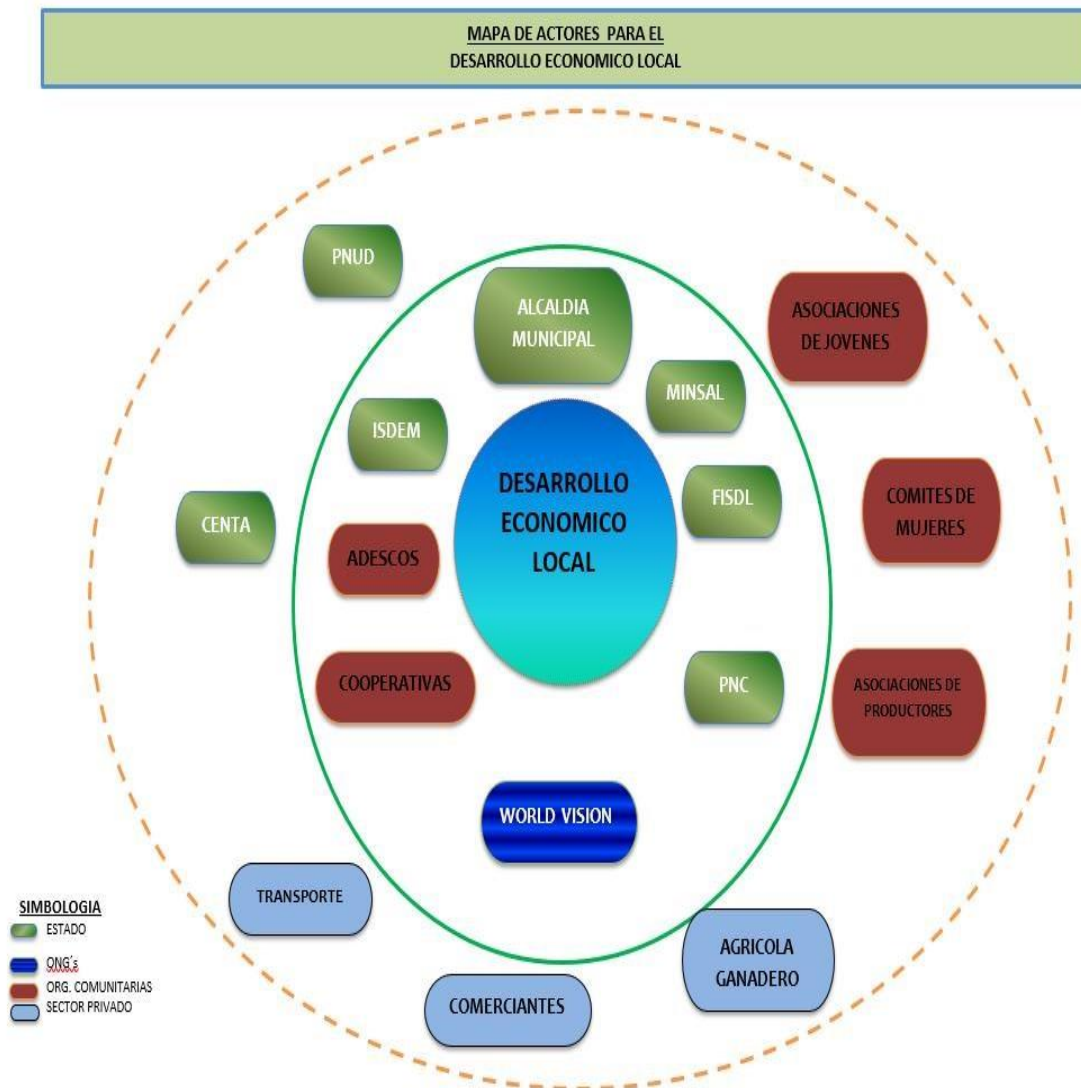 MAPA DE ACTORES PARA EL
DESARROLLO ECONOMICO LOCAL
PNUD
ALCALDIA
MUNICIPAL
ASOCIACIONES
DE JOVENES
MINSAL
ISDEM
DESARROLLO
ECONOMICO
LOCAL
FISDL
COMITES DE
MUJERES
CENTA
ADESCOS
COOPERATIVAS
PNC
ASOCIACIONES DE
PRODUCTORES
WORLD VISION
TRANSPORTE
AGRICOLA
GANADERO
COMERCIANTES
SIMBOLOGIA
ESTADO
ONG´s
ORG. COMUNITARIAS
SECTOR PRIVADO